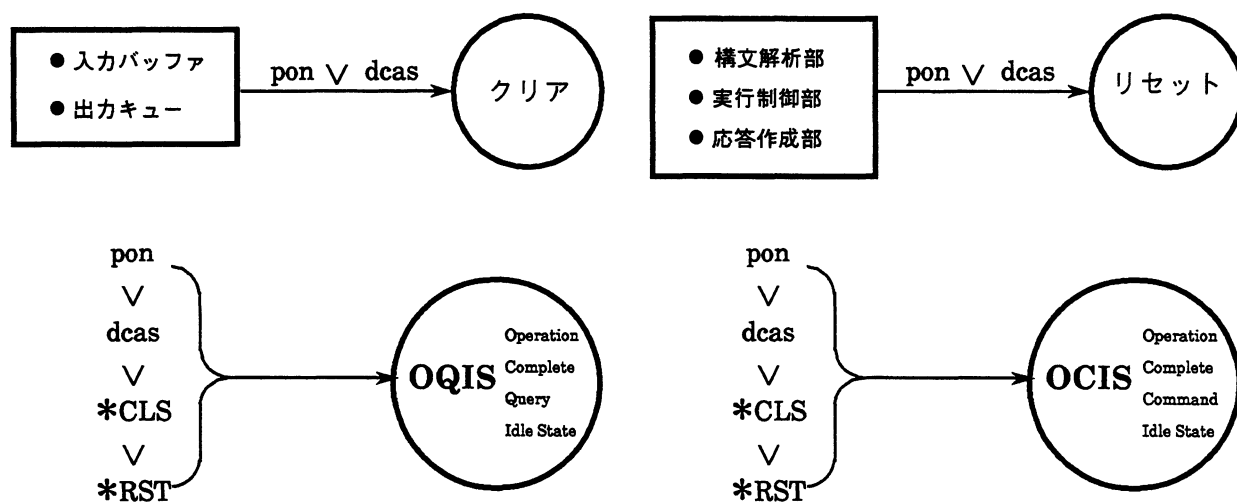 ● 入力バッファ
● 出力キュー
pon ∨ dcas
クリア
● 構文解析部
● 実行制御部
● 応答作成部
pon ∨ dcas
リセット
pon
∨
dcas
∨
*CLS
∨
*RST
OQIS
Operation
Complete
Query
Idle State
pon
∨
dcas
∨
*CLS
∨
*RST
OCIS
Operation
Complete
Command
Idle State